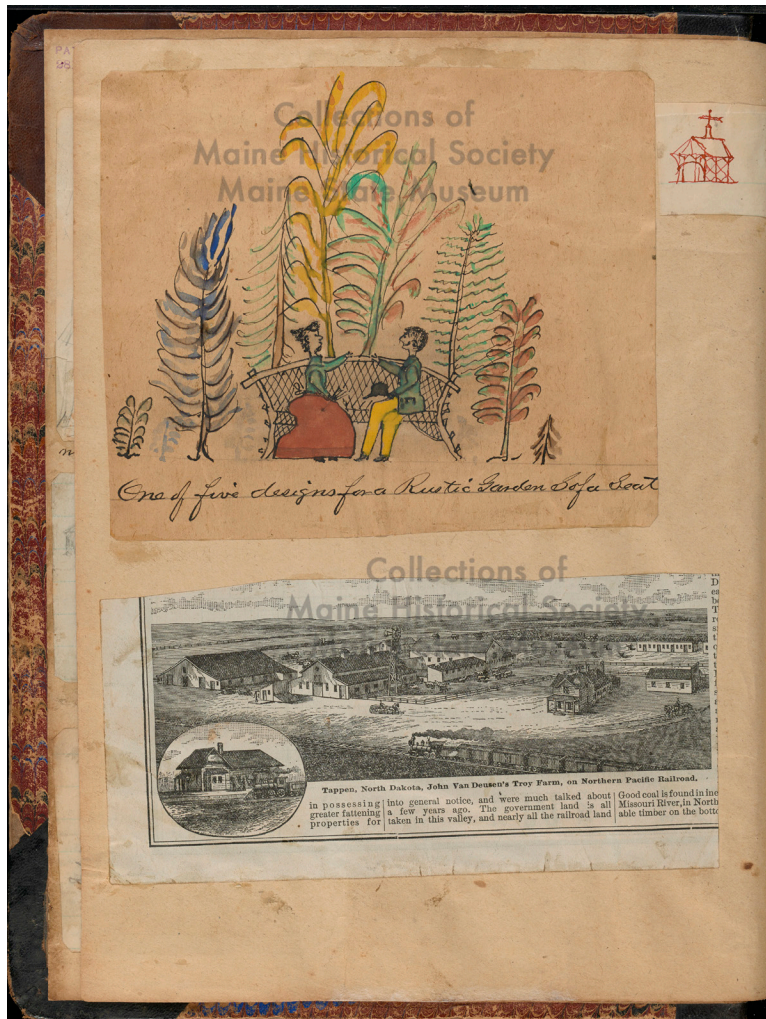 Collections of
Maine Historical Society
Maine State Museum
One of five designs for a Rustic Garden Sofa Seat
Collections of
Maine Historical Society
Tappen, North Dakota, John Van Deusen's Troy Farm, on Northern Pacific Railroad.
in possessing
greater fattening
properties for
into general notice, and were much talked about
a few years ago. The government land is all
taken in this valley, and nearly all the railroad land
Good coal is found in
Missouri River, in North
able timber on the